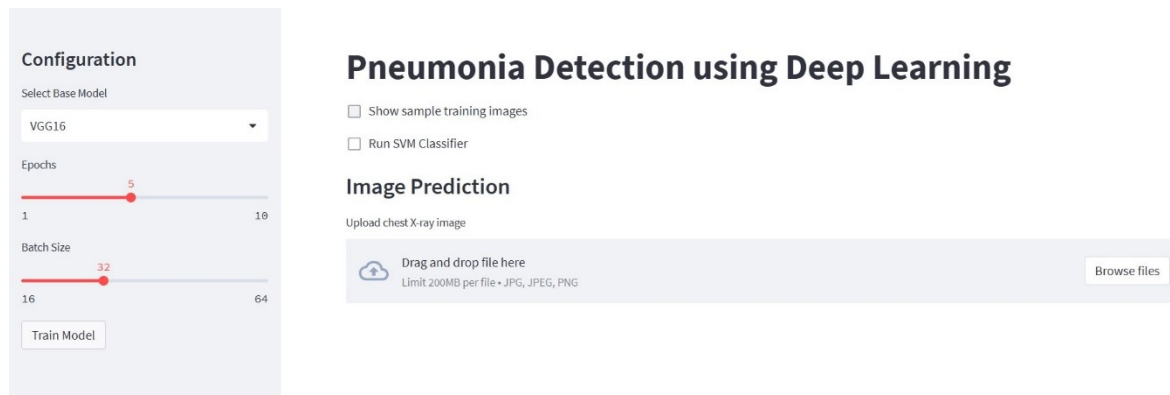 Configuration
Select Base Model
VGG16
Epochs
5
1 10
Batch Size
32
16 64
Train Model
Pneumonia Detection using Deep Learning
Show sample training images
Run SVM Classifier
Image Prediction
Upload chest X-ray image
Drag and drop file here
Limit 200MB per file • JPG, JPEG, PNG
Browse files